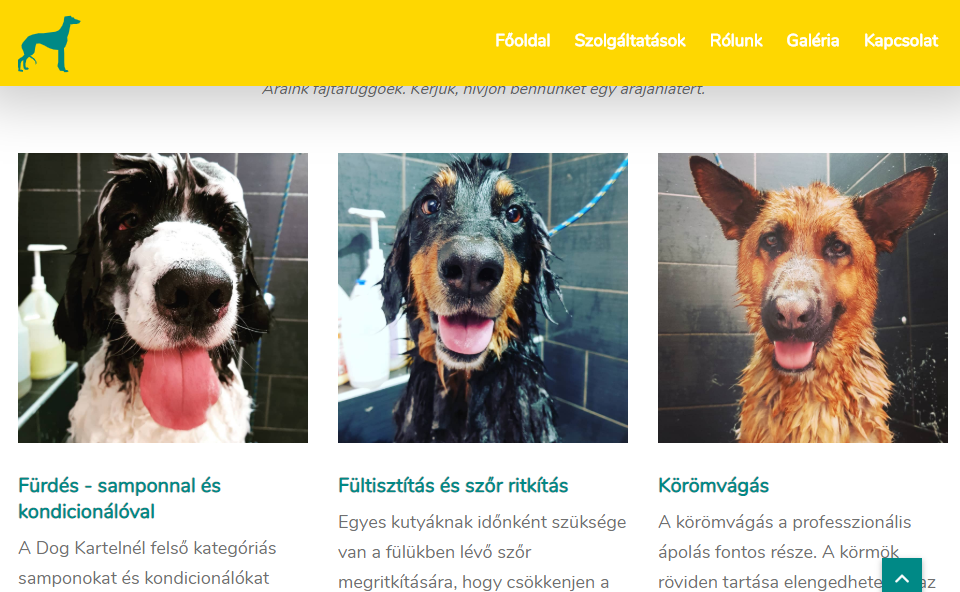 Főoldal Szolgáltatások Rólunk Galéria Kapcsolat
Áraink fajtafüggőek. Kérjük, hívjon bennünket egy árajánlatért.
Fürdés - samponnal és
kondicionálóval
A Dog Kartelnél felső kategóriás
samponokat és kondicionálókat
Fültisztítás és szőr ritkítás
Egyes kutyáknak időnként szüksége
van a fülükben lévő szőr
megritkítására, hogy csökkenjen a
Körömvágás
A körömvágás a professzionális
ápolás fontos része. A körmök
röviden tartása az